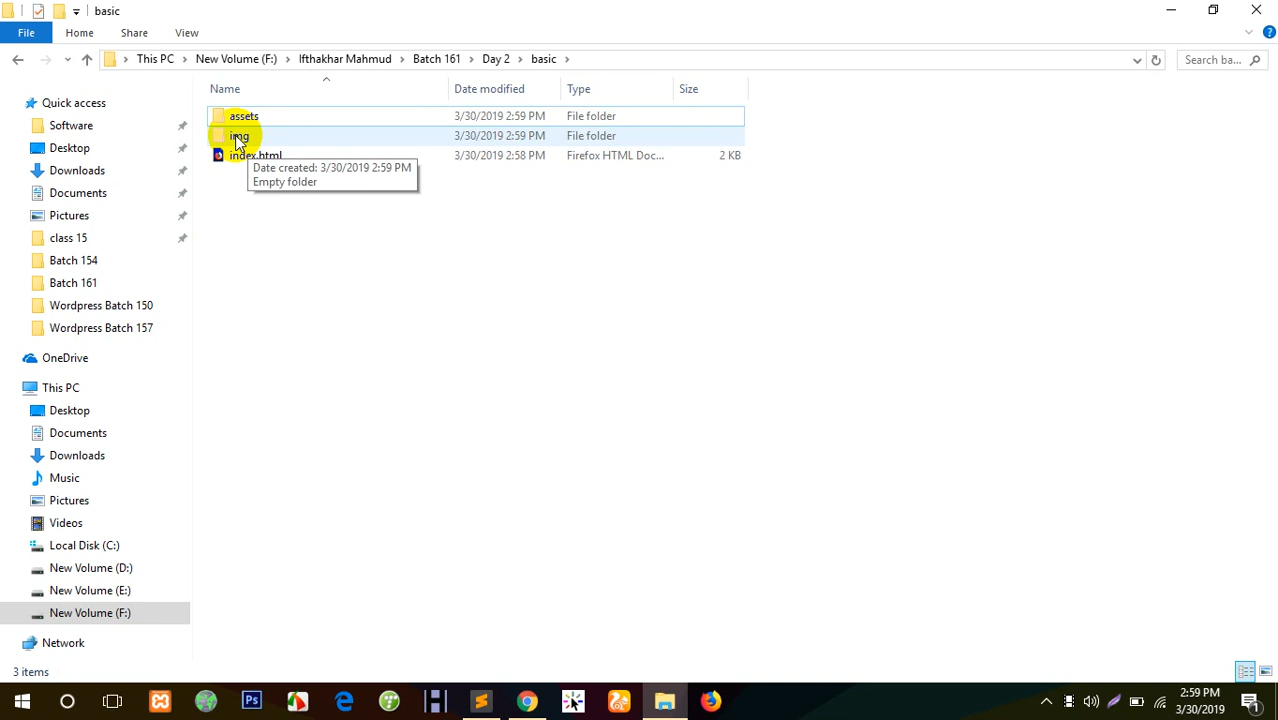 basic
File Home Share View
This PC New Volume (F:) Ifthakhar Mahmud Batch 161 Day 2 basic Search ba...
Name Date modified Type Size
assets 3/30/2019 2:59 PM File folder
img 3/30/2019 2:59 PM File folder
index.html 3/30/2019 2:58 PM Firefox HTML Doc... 2 KB
Date created: 3/30/2019 2:59 PM
Empty folder
Quick access
Software
Desktop
Downloads
Documents
Pictures
class 15
Batch 154
Batch 161
Wordpress Batch 150
Wordpress Batch 157
OneDrive
This PC
Desktop
Documents
Downloads
Music
Pictures
Videos
Local Disk (C:)
New Volume (D:)
New Volume (E:)
New Volume (F:)
Network
3 items
Ps
2:59 PM
3/30/2019
1